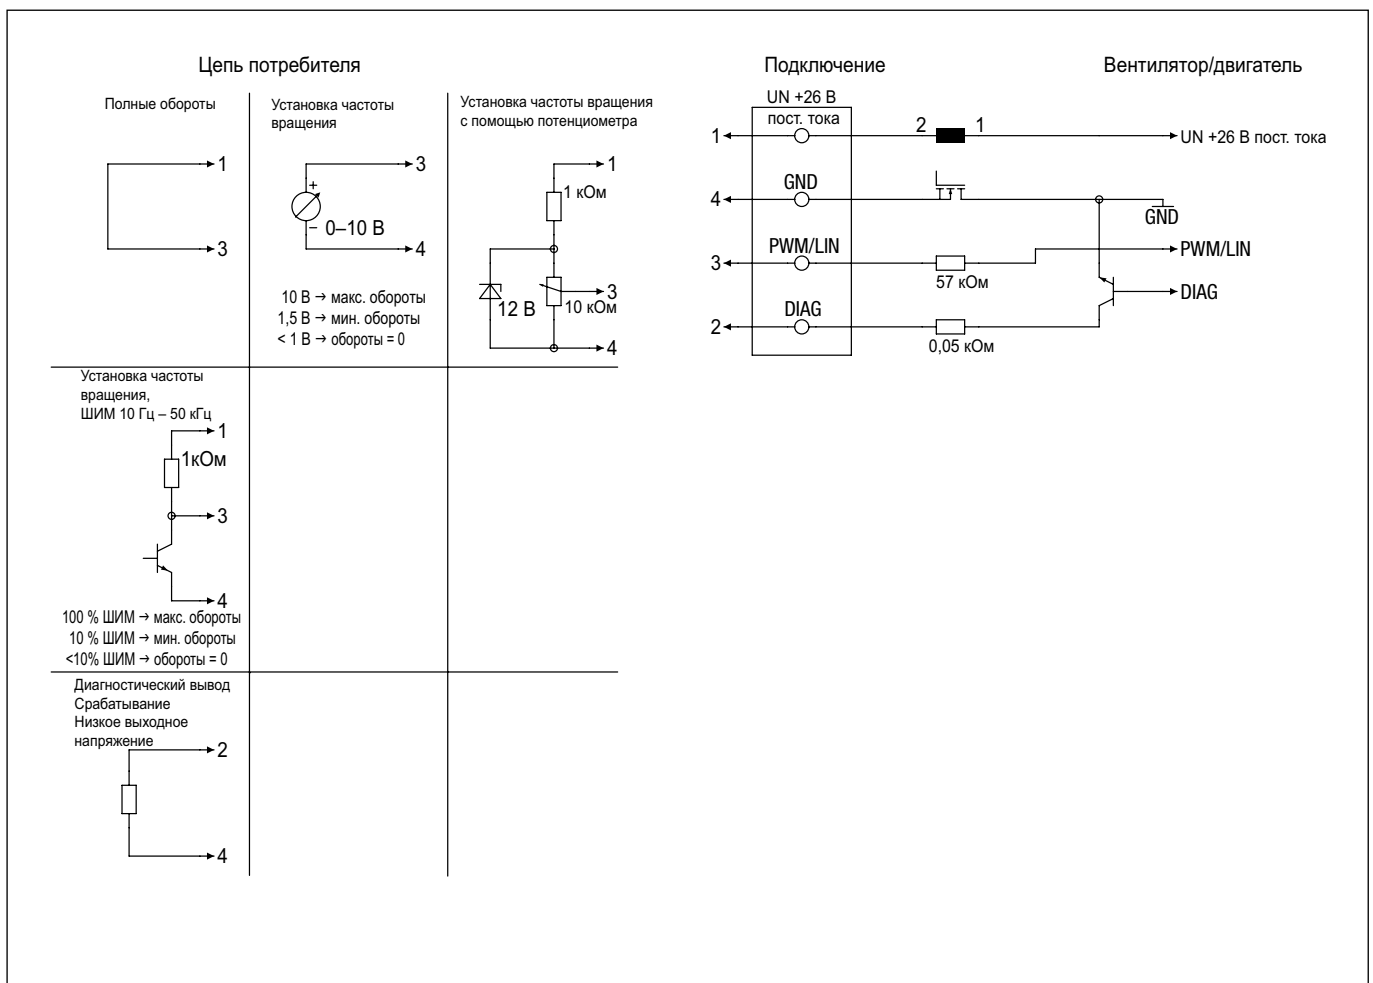 Цепь потребителя
Подключение
Вентилятор/двигатель
Полные обороты
1
3
Установка частоты
вращения
3
+
–
0–10 В
4
10 В → макс. обороты
1,5 В → мин. обороты
< 1 В → обороты = 0
Установка частоты вращения
с помощью потенциометра
1
1 кОм
12 В
3
10 кОм
4
Установка частоты
вращения,
ШИМ 10 Гц – 50 кГц
1
1кОм
3
4
100 % ШИМ → макс. обороты
10 % ШИМ → мин. обороты
<10% ШИМ → обороты = 0
Диагностический вывод
Срабатывание
Низкое выходное
напряжение
2
4
UN +26 В
пост. тока
1
2
1
UN +26 В пост. тока
GND
4
GND
PWM/LIN
3
57 кОм
PWM/LIN
DIAG
DIAG
2
0,05 кОм